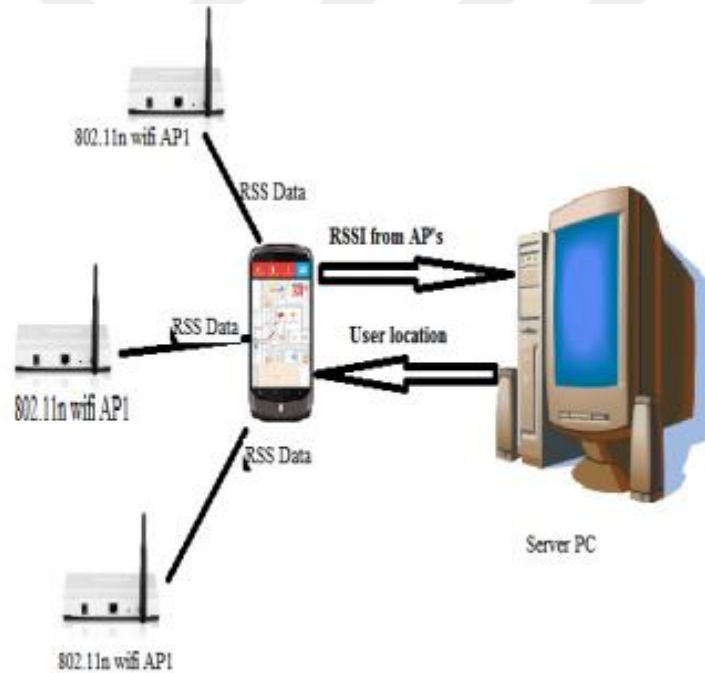 802.11n wifi AP1
RSS Data
RSSI from AP's
RSS Data
User location
802.11n wifi AP1
RSS Data
Server PC
802.11n wifi AP1